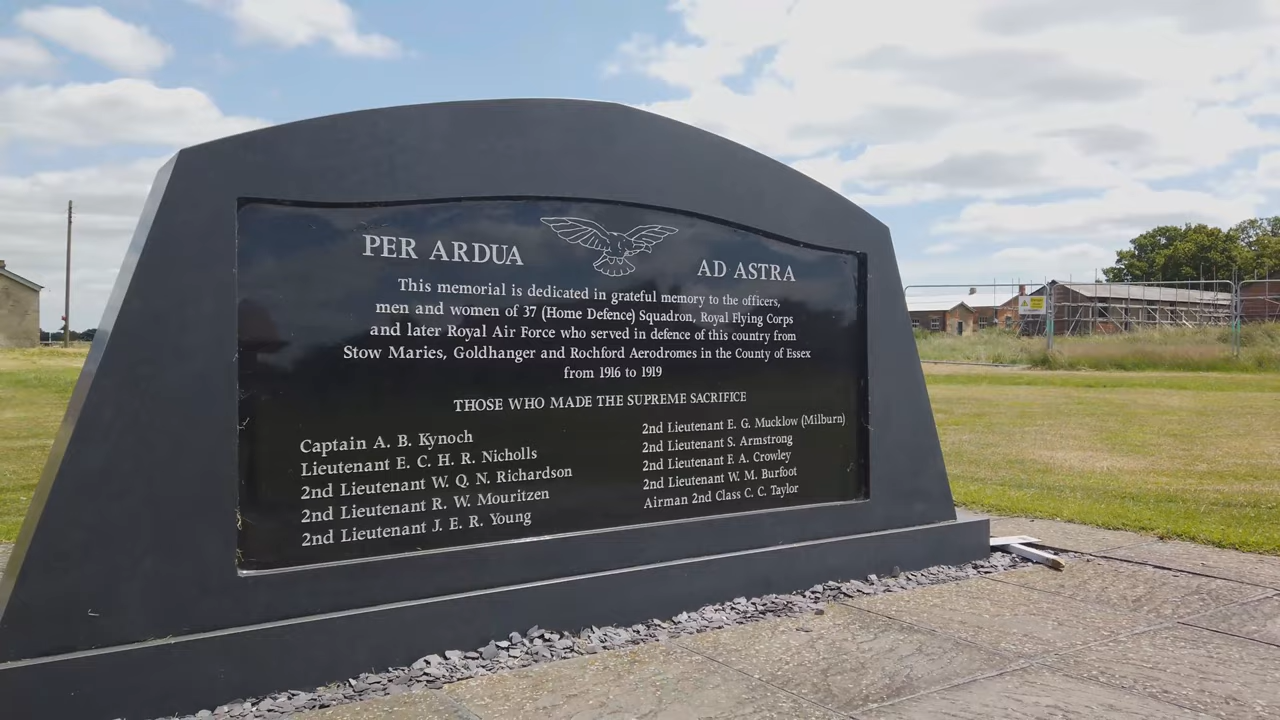 PER ARDUA AD ASTRA
This memorial is dedicated in grateful memory to the officers,
men and women of 37 (Home Defence) Squadron, Royal Flying Corps
and later Royal Air Force who served in defence of this country from
Stow Maries, Goldhanger and Rochford Aerodromes in the County of Essex
from 1916 to 1919
THOSE WHO MADE THE SUPREME SACRIFICE
Captain A. B. Kynoch
Lieutenant E. C. H. R. Nicholls
2nd Lieutenant W. Q. N. Richardson
2nd Lieutenant R. W. Mouritzen
2nd Lieutenant J. E. R. Young
2nd Lieutenant E. G. Mucklow (Milburn)
2nd Lieutenant S. Armstrong
2nd Lieutenant F. A. Crowley
2nd Lieutenant W. M. Burfoot
Airman 2nd Class C. C. Taylor